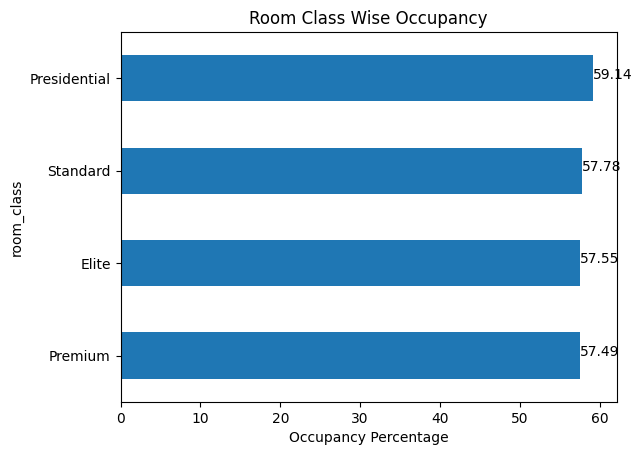 Room Class Wise Occupancy
Presidential
59.14
Standard
57.78
room_class
Elite
57.55
Premium
57.49
0 10 20 30 40 50 60
Occupancy Percentage